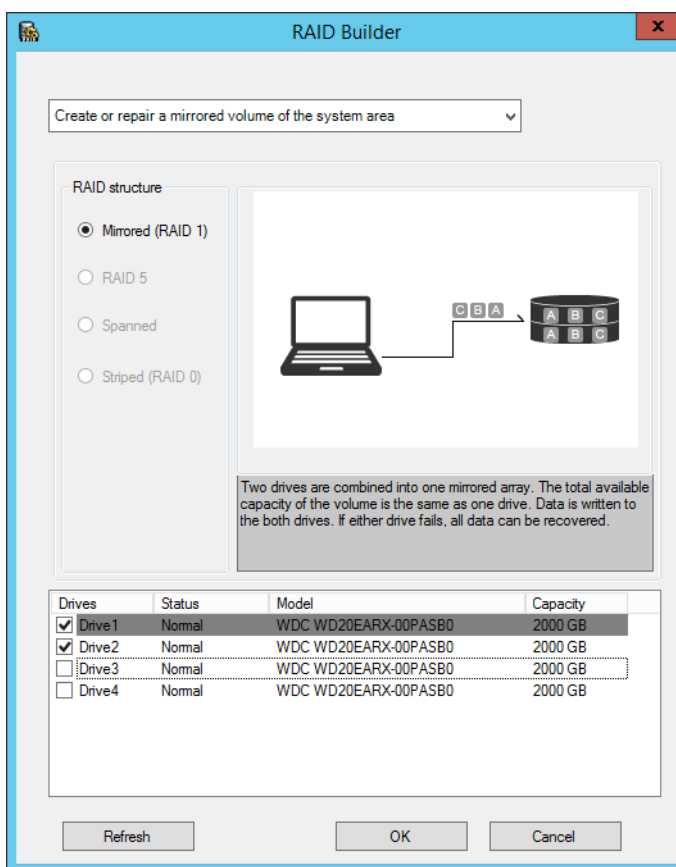 RAID Builder
x
Create or repair a mirrored volume of the system area
RAID structure
Mirrored (RAID 1)
RAID 5
Spanned
Striped (RAID 0)
C B A
A B C
A B C
Two drives are combined into one mirrored array. The total available
capacity of the volume is the same as one drive. Data is written to
the both drives. If either drive fails, all data can be recovered.
Drives Status Model Capacity
Drive1 Normal WDC WD20EARX-00PASB0 2000 GB
Drive2 Normal WDC WD20EARX-00PASB0 2000 GB
Drive3 Normal WDC WD20EARX-00PASB0 2000 GB
Drive4 Normal WDC WD20EARX-00PASB0 2000 GB
Refresh OK Cancel